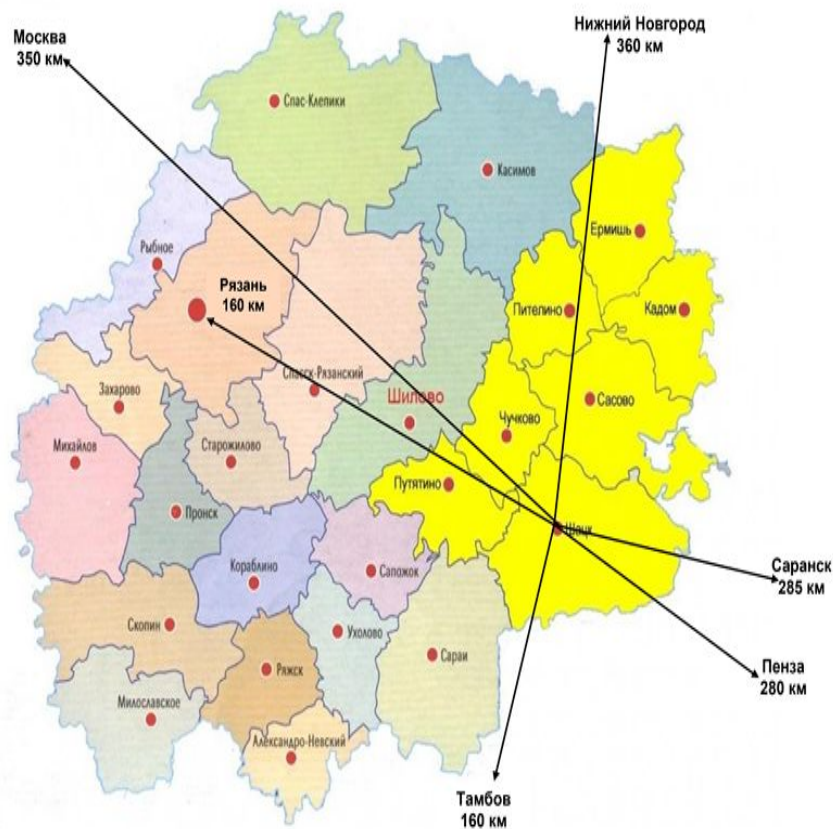 Москва
350 км
Нижний Новгород
360 км
Спас-Клепики
Касимов
Ермишь
Рыбное
Рязань
160 км
Пителино
Кадом
Спасск-Рязанский
Захарово
Шилово
Сасово
Чучково
Михайлов
Старожилово
Путятино
Пронск
Шацк
Кораблино
Сапожок
Саранск
285 км
Скопин
Ухолово
Сараи
Ряжск
Пенза
280 км
Милославское
Александро-Невский
Тамбов
160 км